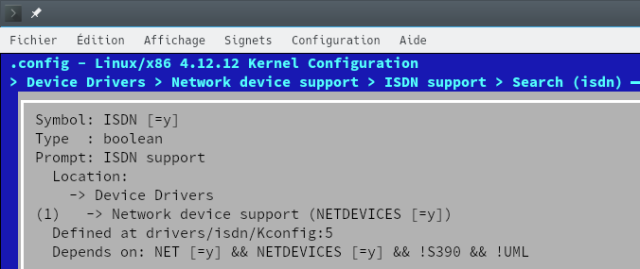 Fichier Édition Affichage Signets Configuration Aide
.config - Linux/x86 4.12.12 Kernel Configuration
> Device Drivers > Network device support > ISDN support > Search (isdn)
Symbol: ISDN [=y]
Type : boolean
Prompt: ISDN support
Location:
-> Device Drivers
(1) -> Network device support (NETDEVICES [=y])
Defined at drivers/isdn/Kconfig:5
Depends on: NET [=y] && NETDEVICES [=y] && !S390 && !UML